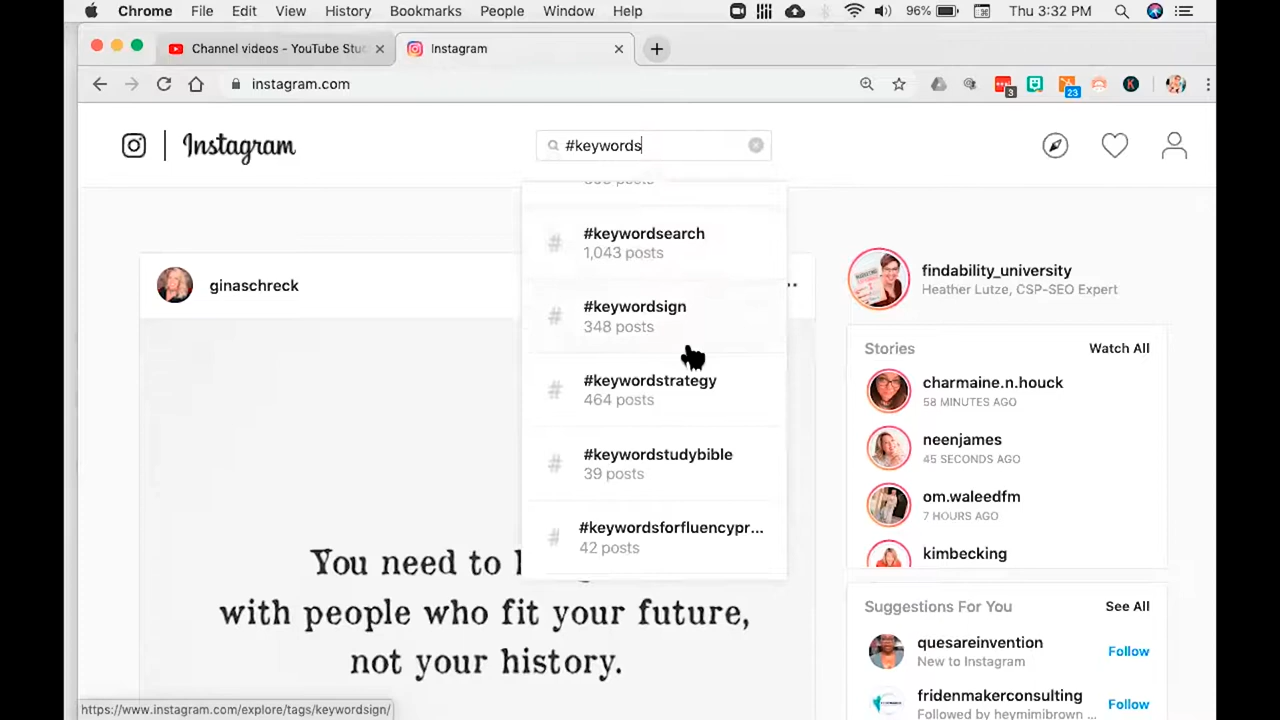 Chrome File Edit View History Bookmarks People Window Help 96% Thu 3:32 PM
Channel videos - YouTube Stu
Instagram
instagram.com
3
23
K
Instagram
#keywords
posts
#keywordsearch
1,043 posts
#keywordsign
348 posts
#keywordstrategy
464 posts
#keywordstudybible
39 posts
#keywordsforfluencypr...
42 posts
ginaschreck
You need to
with people who fit your future,
not your history.
findability_university
Heather Lutze, CSP-SEO Expert
Stories Watch All
charmaine.n.houck
58 MINUTES AGO
neenjames
45 SECONDS AGO
om.waleedfm
7 HOURS AGO
kimbecking
Suggestions For You See All
quesareinvention
New to Instagram
Follow
fridenmakerconsulting
Followed by heymimibrown ...
Follow
https://www.instagram.com/explore/tags/keywordsign/